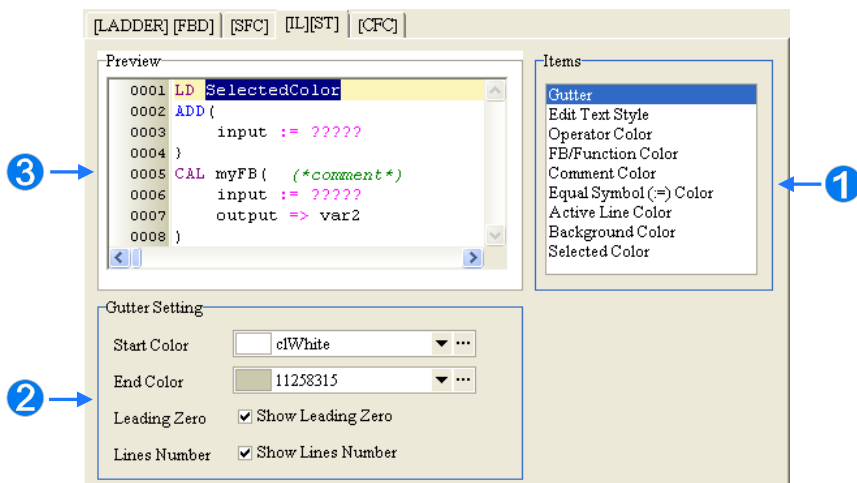 [LADDER] [FBD] [SFC] [IL][ST] [CFC]
Preview
0001 LD SelectedColor
0002 ADD(
0003 input := ?????
0004 )
0005 CAL myFB( (*comment*)
0006 input := ?????
0007 output => var2
0008 )
3
Items
Gutter
Edit Text Style
Operator Color
FB/Function Color
Comment Color
Equal Symbol (:=) Color
Active Line Color
Background Color
Selected Color
1
Gutter Setting
Start Color clWhite
End Color 11258315
Leading Zero Show Leading Zero
Lines Number Show Lines Number
2